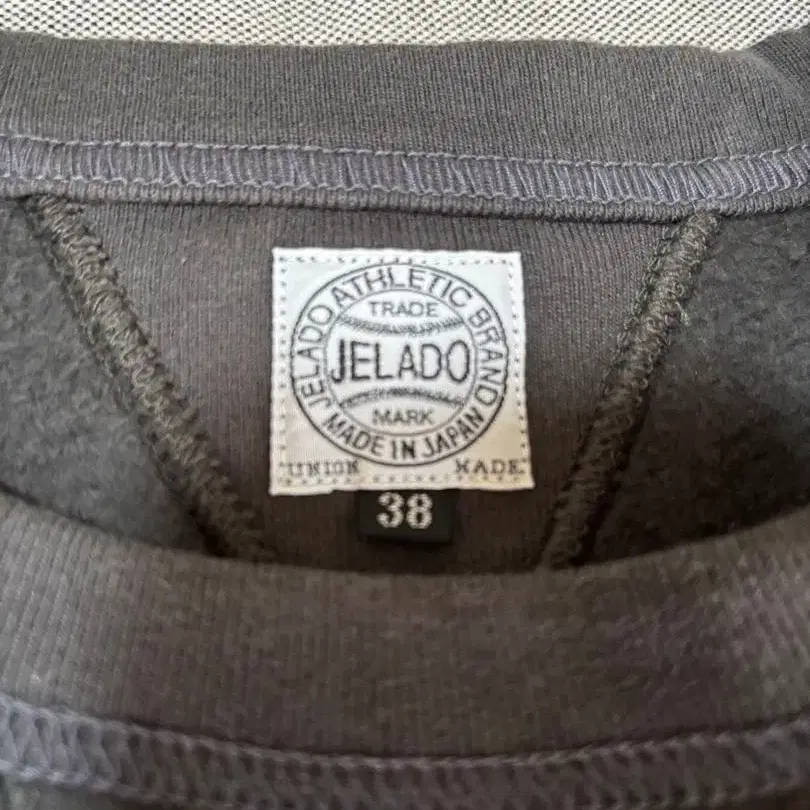 JELADO ATHLETIC BRAND
TRADE
JELADO
MARK
MADE IN JAPAN
UNION MADE
38